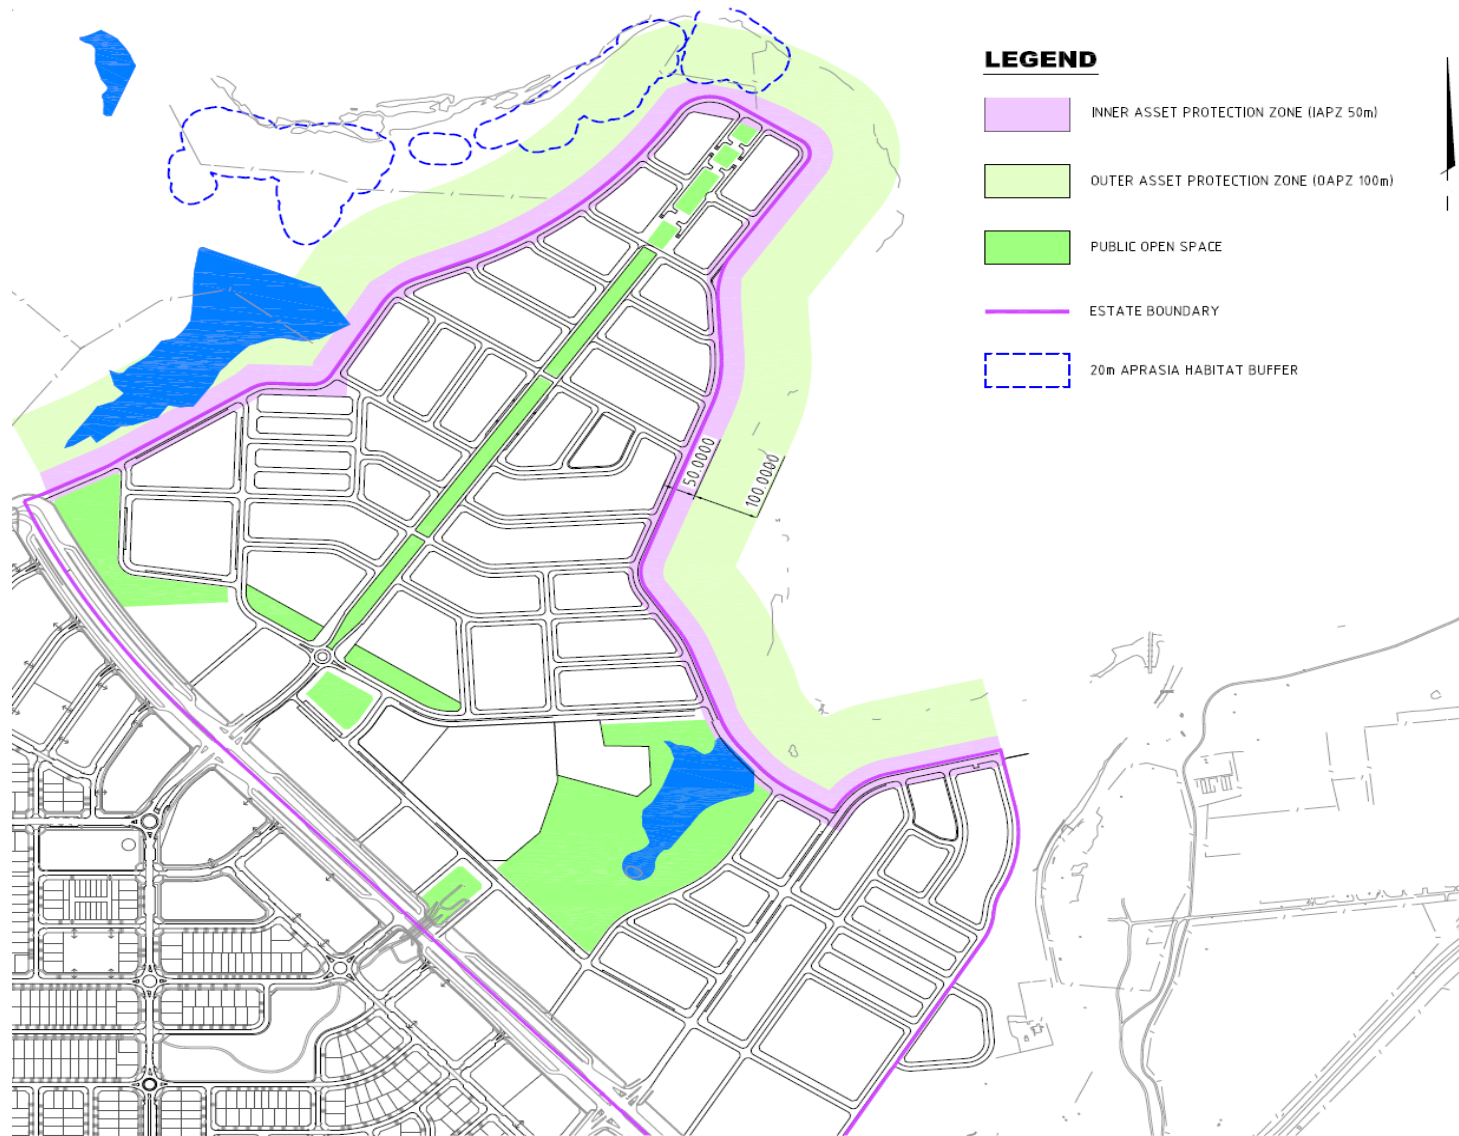 LEGEND
INNER ASSET PROTECTION ZONE (IAPZ 50m)
OUTER ASSET PROTECTION ZONE (OAPZ 100m)
PUBLIC OPEN SPACE
ESTATE BOUNDARY
20m APRASIA HABITAT BUFFER
50.0000
100.0000